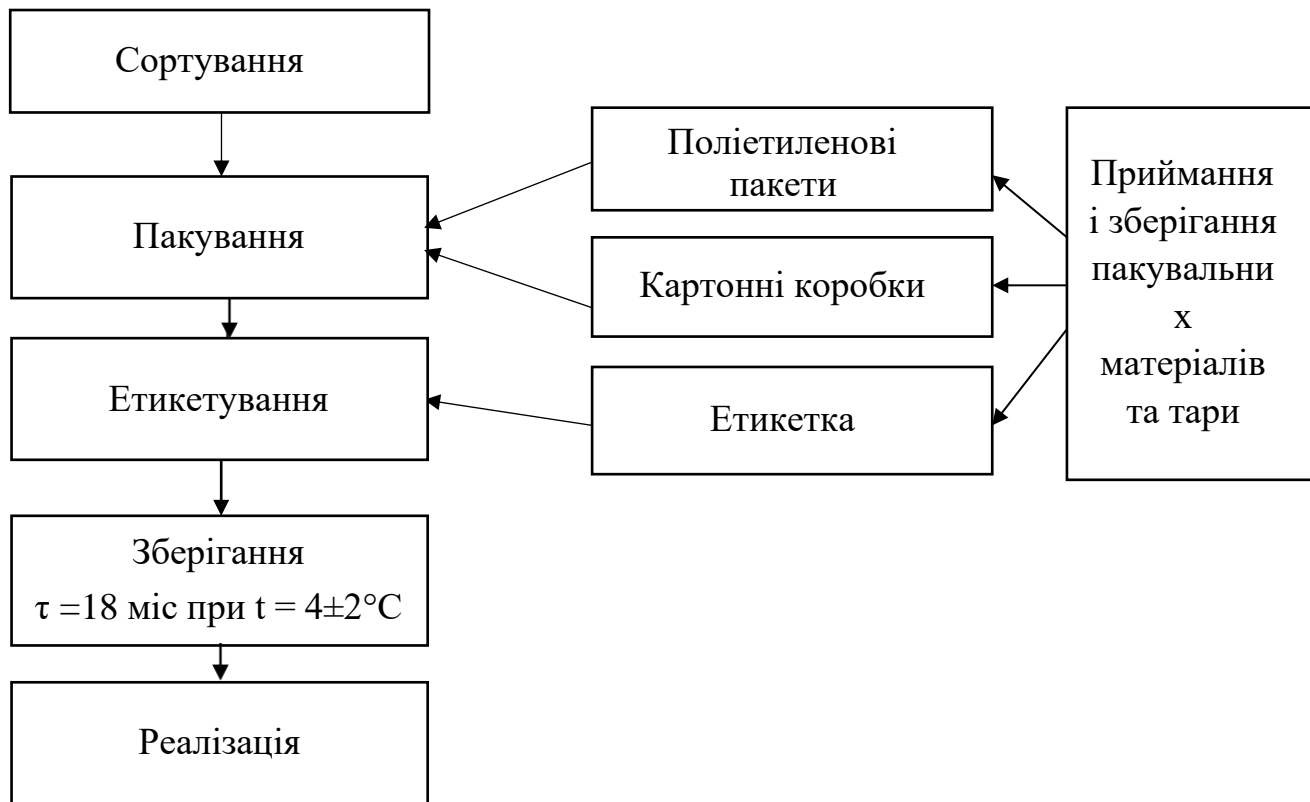 Сортування
Пакування
Етикетування
Зберігання
τ =18 міс при t = 4±2°C
Реалізація
Поліетиленові
пакети
Картонні коробки
Етикетка
Приймання
і зберігання
пакувальни
х
матеріалів
та тари